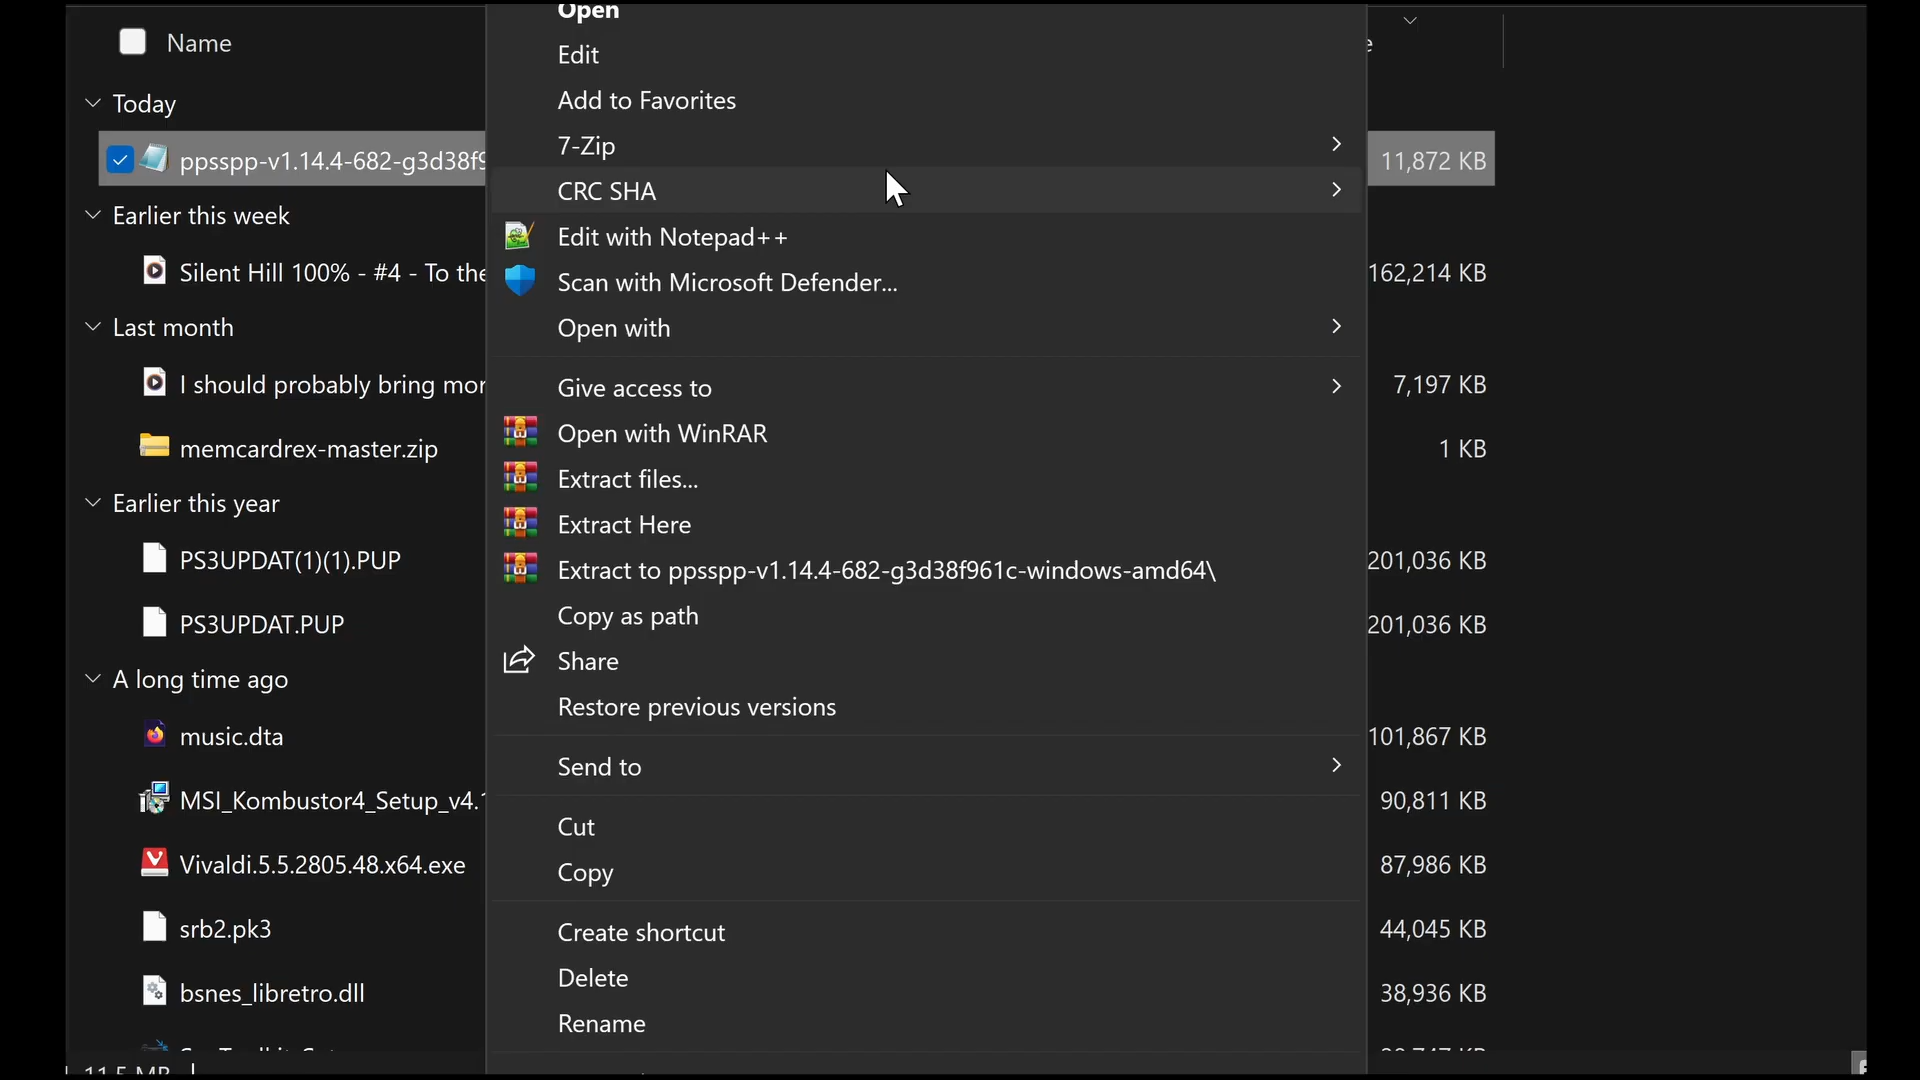 Name
Today
ppsspp-v1.14.4-682-g3d38f9
11,872 KB
Earlier this week
Silent Hill 100% - #4 - To the
162,214 KB
Last month
I should probably bring mor
7,197 KB
memcardrex-master.zip
1 KB
Earlier this year
PS3UPDAT(1)(1).PUP
201,036 KB
PS3UPDAT.PUP
201,036 KB
A long time ago
music.dta
101,867 KB
MSI_Kombustor4_Setup_v4.1
90,811 KB
Vivaldi.5.5.2805.48.x64.exe
87,986 KB
srb2.pk3
44,045 KB
bsnes_libretro.dll
38,936 KB
11.5 MB
Open
Edit
Add to Favorites
7-Zip
CRC SHA
Edit with Notepad++
Scan with Microsoft Defender...
Open with
Give access to
Open with WinRAR
Extract files...
Extract Here
Extract to ppsspp-v1.14.4-682-g3d38f961c-windows-amd64\
Copy as path
Share
Restore previous versions
Send to
Cut
Copy
Create shortcut
Delete
Rename